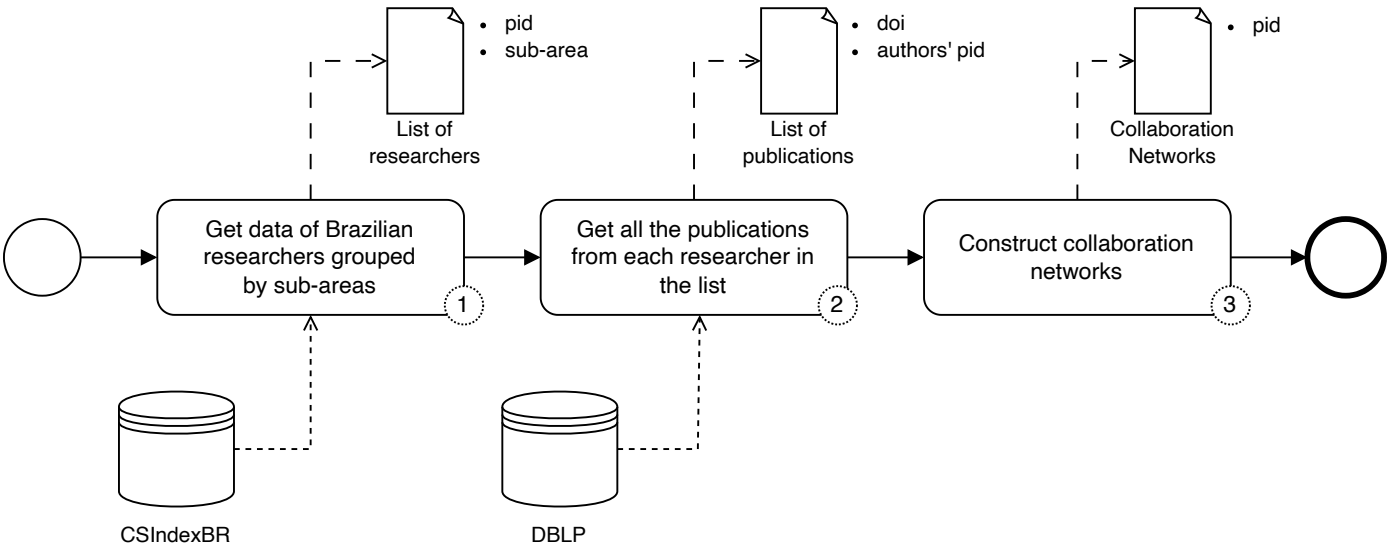 • pid
• sub-area
List of
researchers
• doi
• authors' pid
List of
publications
• pid
Collaboration
Networks
Get data of Brazilian
researchers grouped
by sub-areas
1
Get all the publications
from each researcher in
the list
2
Construct collaboration
networks
3
CSIndexBR
DBLP